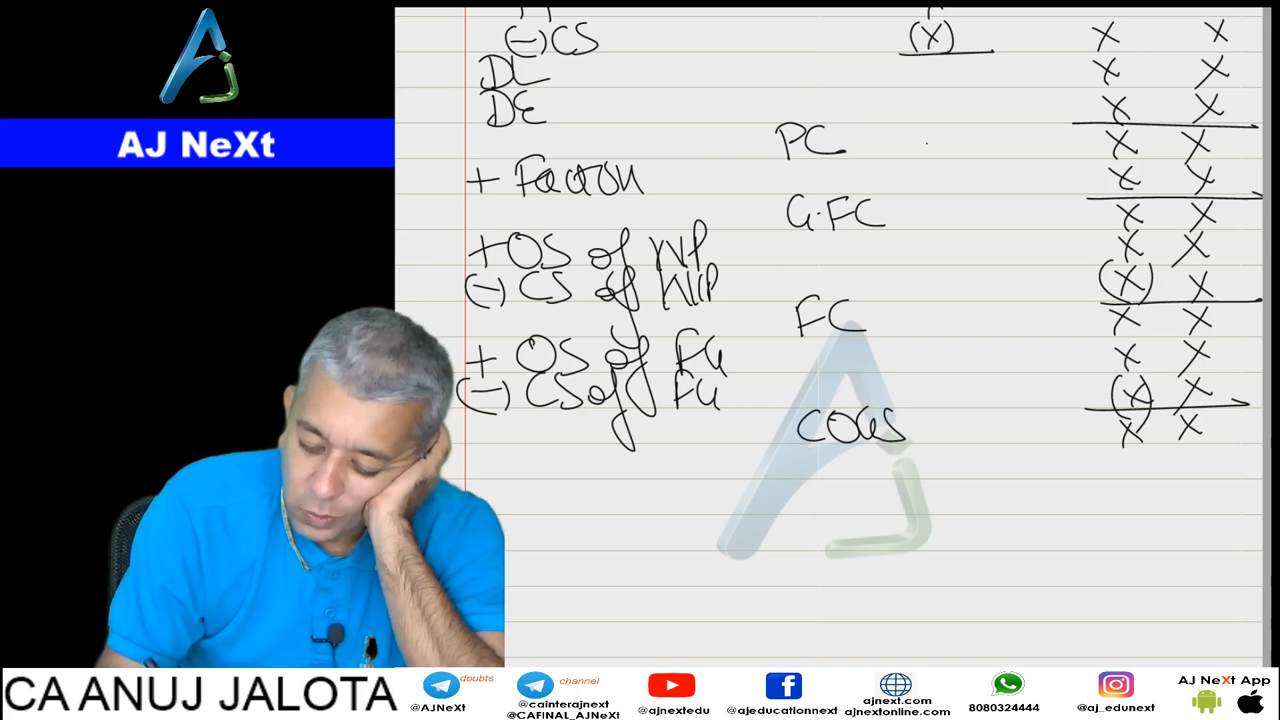 (-) CS (X) X X
DL X X
DE X X
PC X X
+ Factory X X
G.FC X X
+ OS of WIP X X
(-) CS of WIP (X) X
FC X X
+ OS of FG X X
(-) CS of FG (X) X
COGS X X
AJ NeXt
CA ANUJ JALOTA
doubts
@AJNeXt
channel
@cainterajnext
@CAFINAL_AJNeXt
@ajnextedu
@ajeducationnext
ajnext.com
ajnextonline.com
8080324444
@aj_edunext
AJ NeXt App